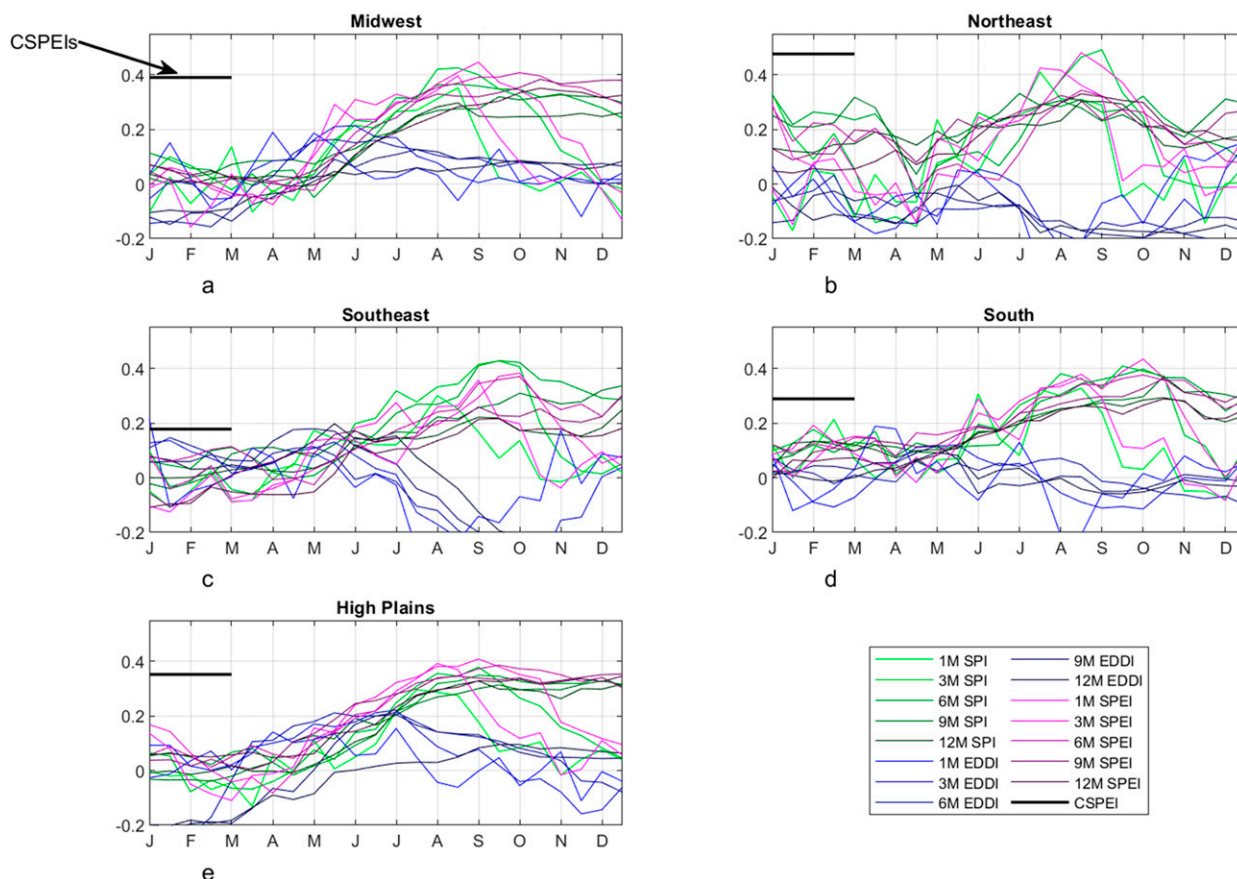 CSPEIs
Midwest
0.4
0.2
0
-0.2
J F M A M J J A S O N D
a
Northeast
0.4
0.2
0
-0.2
J F M A M J J A S O N D
b
Southeast
0.4
0.2
0
-0.2
J F M A M J J A S O N D
c
South
0.4
0.2
0
-0.2
J F M A M J J A S O N D
d
High Plains
0.4
0.2
0
-0.2
J F M A M J J A S O N D
e
1M SPI 9M EDDI
3M SPI 12M EDDI
6M SPI 1M SPEI
9M SPI 3M SPEI
12M SPI 6M SPEI
1M EDDI 9M SPEI
3M EDDI 12M SPEI
6M EDDI CSPEI